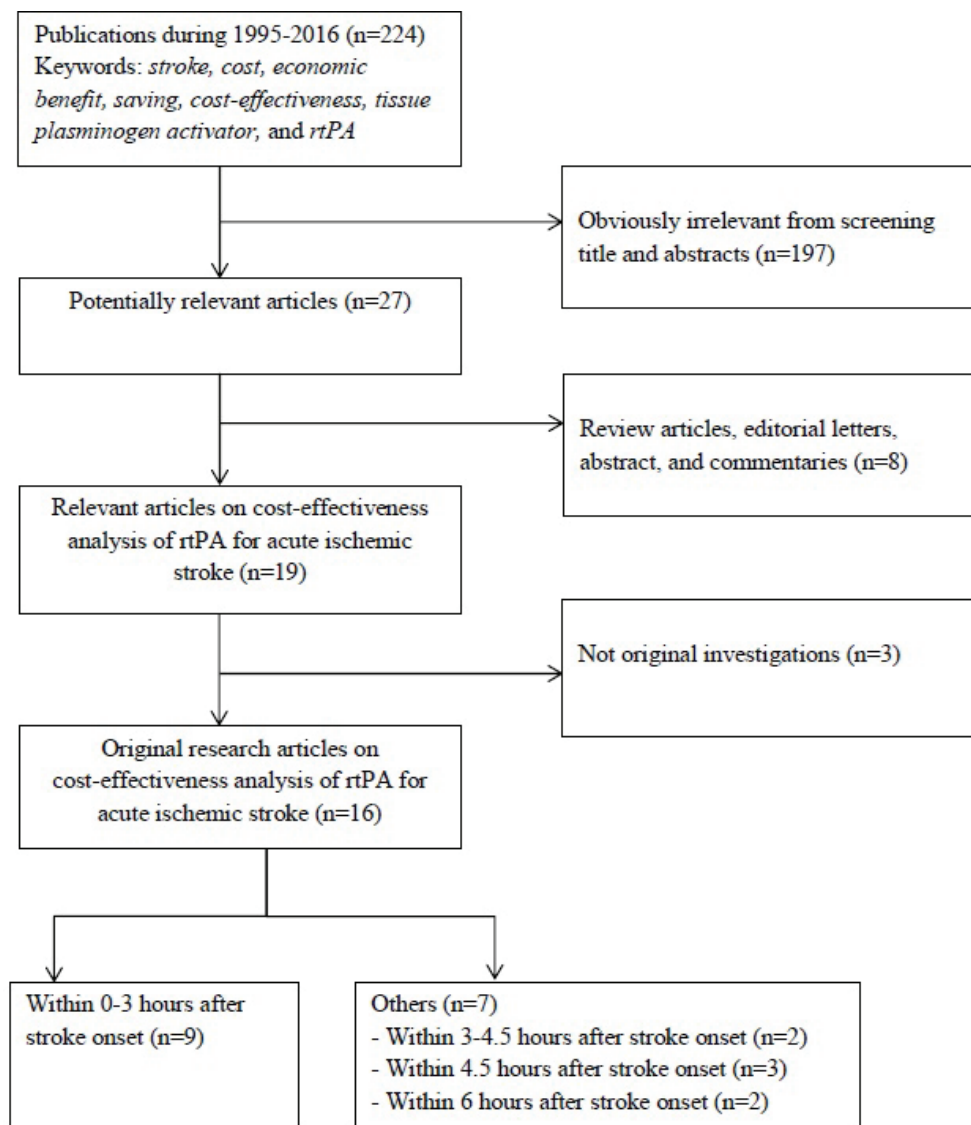 Publications during 1995-2016 (n=224)
Keywords: stroke, cost, economic
benefit, saving, cost-effectiveness, tissue
plasminogen activator, and rtPA
Obviously irrelevant from screening
title and abstracts (n=197)
Potentially relevant articles (n=27)
Review articles, editorial letters,
abstract, and commentaries (n=8)
Relevant articles on cost-effectiveness
analysis of rtPA for acute ischemic
stroke (n=19)
Not original investigations (n=3)
Original research articles on
cost-effectiveness analysis of rtPA for
acute ischemic stroke (n=16)
Within 0-3 hours after
stroke onset (n=9)
Others (n=7)
- Within 3-4.5 hours after stroke onset (n=2)
- Within 4.5 hours after stroke onset (n=3)
- Within 6 hours after stroke onset (n=2)